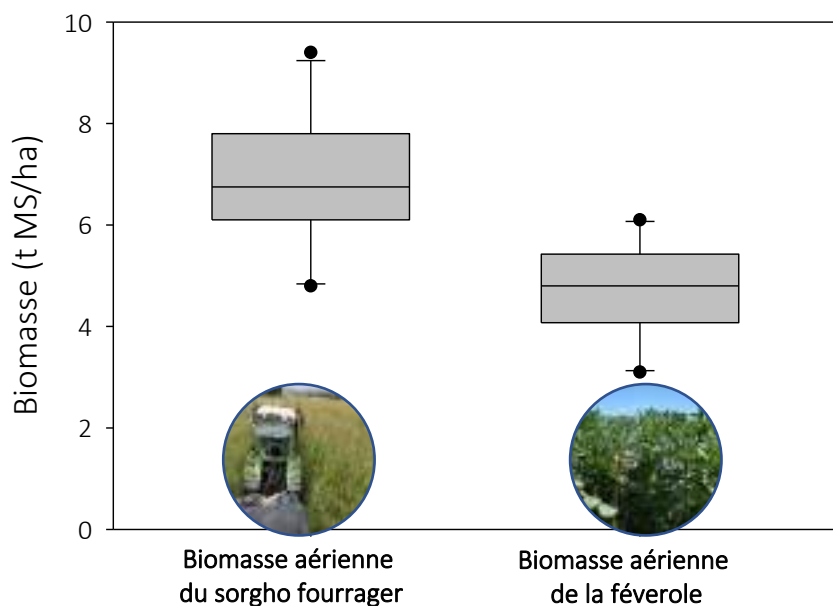 Biomasse (t MS/ha)
10
8
6
4
2
0
Biomasse aérienne
du sorgho fourrager
Biomasse aérienne
de la féverole